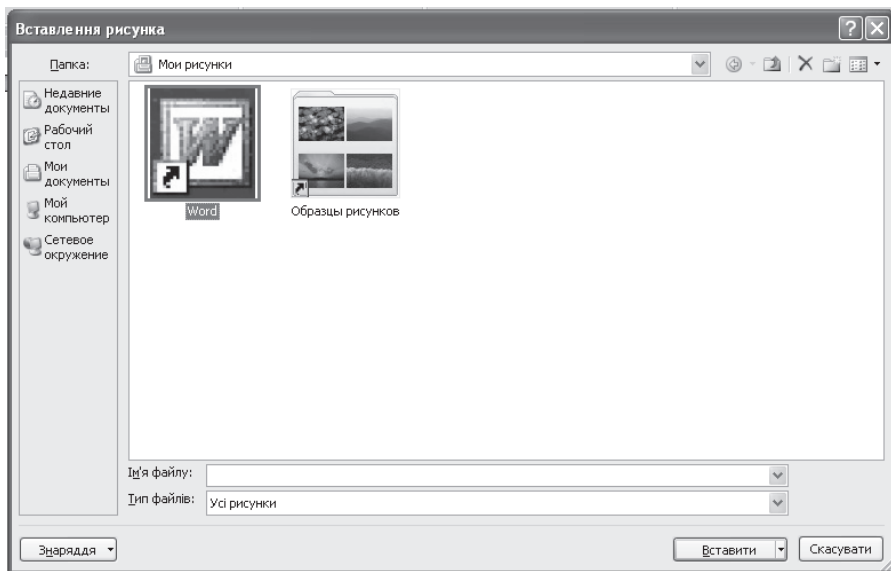 Вставлення рисунка
Папка:
Мои рисунки
Недавние
документы
Рабочий
стол
Мои
документы
Мой
компьютер
Сетевое
окружение
Word
Образцы рисунков
Ім'я файлу:
Тип файлів:
Усі рисунки
Знаряддя
Вставити
Скасувати